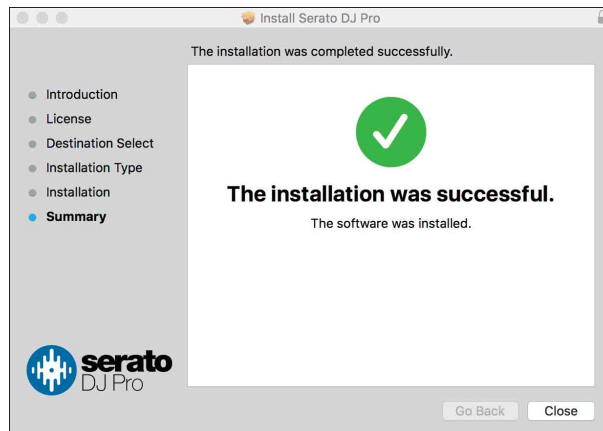 Install Serato DJ Pro
The installation was completed successfully.
Introduction
License
Destination Select
Installation Type
Installation
Summary
The installation was successful.
The software was installed.
serato
DJ Pro
Go Back
Close